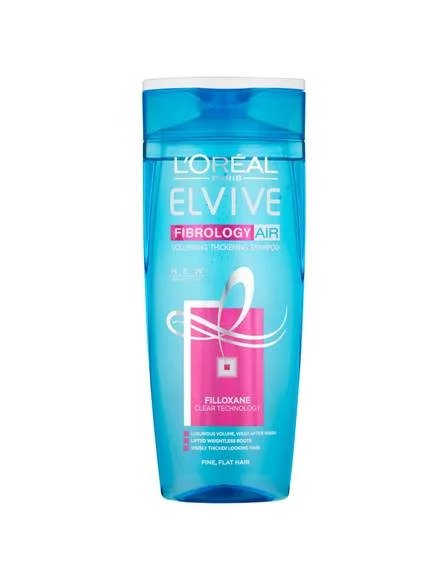 L'ORÉAL
PARIS
ELVIVE
FIBROLOGY AIR
VOLUMISING THICKENING SHAMPOO
NEW
FILLOXANE
CLEAR TECHNOLOGY
LUXURIOUS VOLUME, WASH AFTER WASH
LIFTED WEIGHTLESS ROOTS
VISIBLY THICKER LOOKING HAIR
FINE, FLAT HAIR